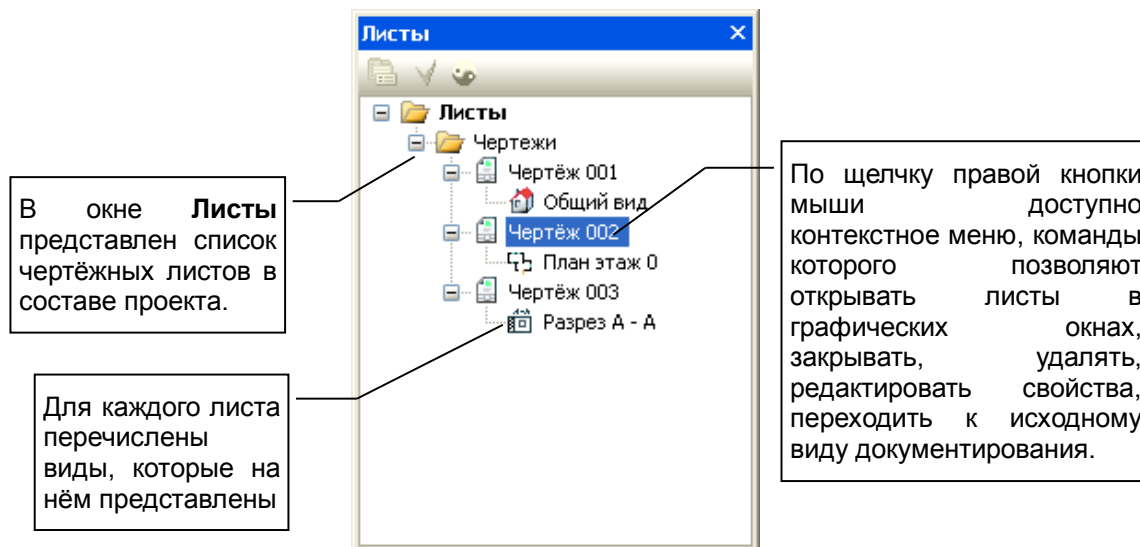 Листы
Листы
Чертежи
Чертёж 001
Общий вид
Чертёж 002
План этаж 0
Чертёж 003
Разрез А - А
В окне Листы
представлен список
чертёжных листов в
составе проекта.
Для каждого листа
перечислены
виды, которые на
нём представлены
По щелчку правой кнопки
мыши доступно
контекстное меню, команды
которого позволяют
открывать листы в
графических окнах,
закрывать, удалять,
редактировать свойства,
переходить к исходному
виду документирования.